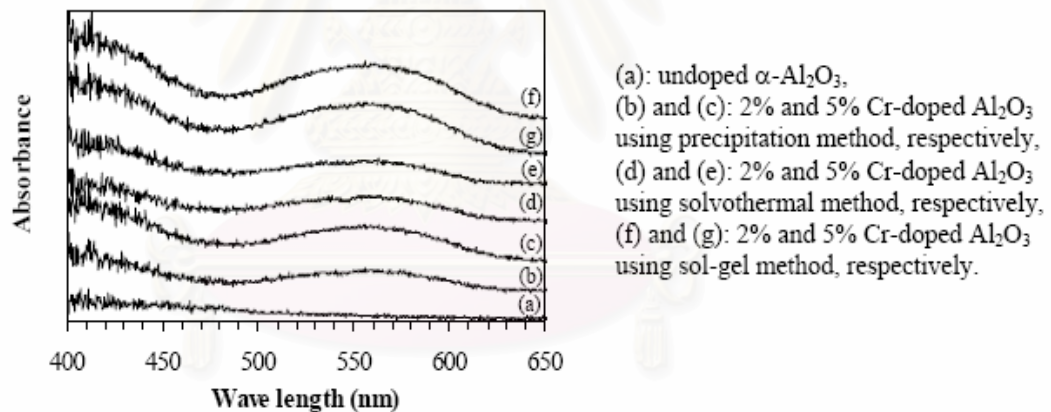 Absorbance
(f)
(g)
(e)
(d)
(c)
(b)
(a)
400 450 500 550 600 650
Wave length (nm)
(a): undoped α-Al₂O₃,
(b) and (c): 2% and 5% Cr-doped Al₂O₃
using precipitation method, respectively,
(d) and (e): 2% and 5% Cr-doped Al₂O₃
using solvothermal method, respectively,
(f) and (g): 2% and 5% Cr-doped Al₂O₃
using sol-gel method, respectively.